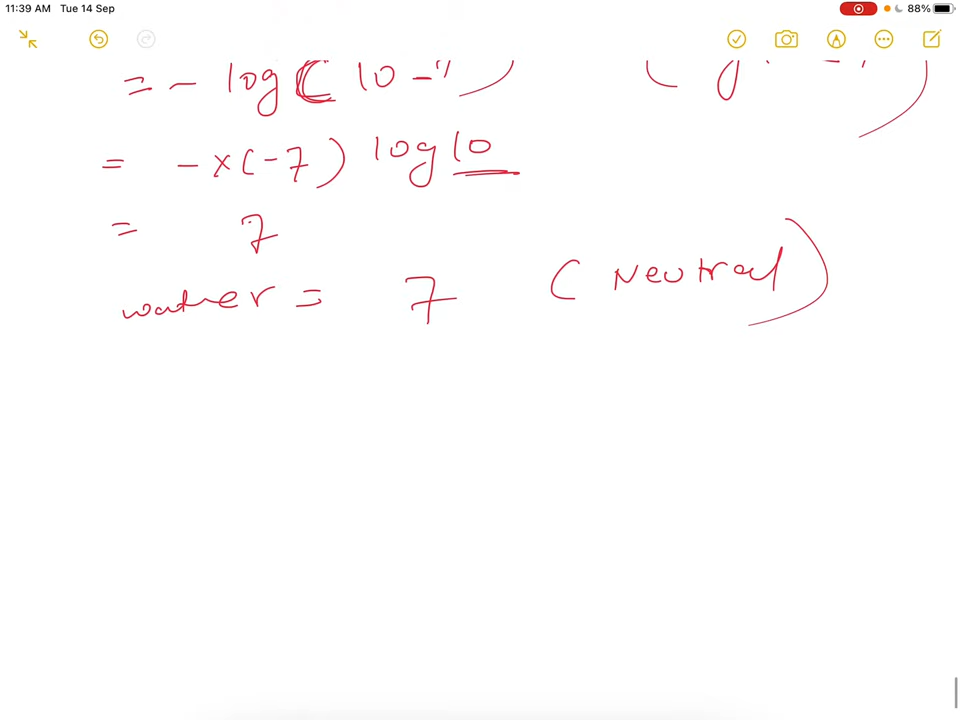 11:39 AM Tue 14 Sep 88%
= - log ( 10 -7 )
= - x (-7) log 10
= 7
water = 7 ( Neutral )